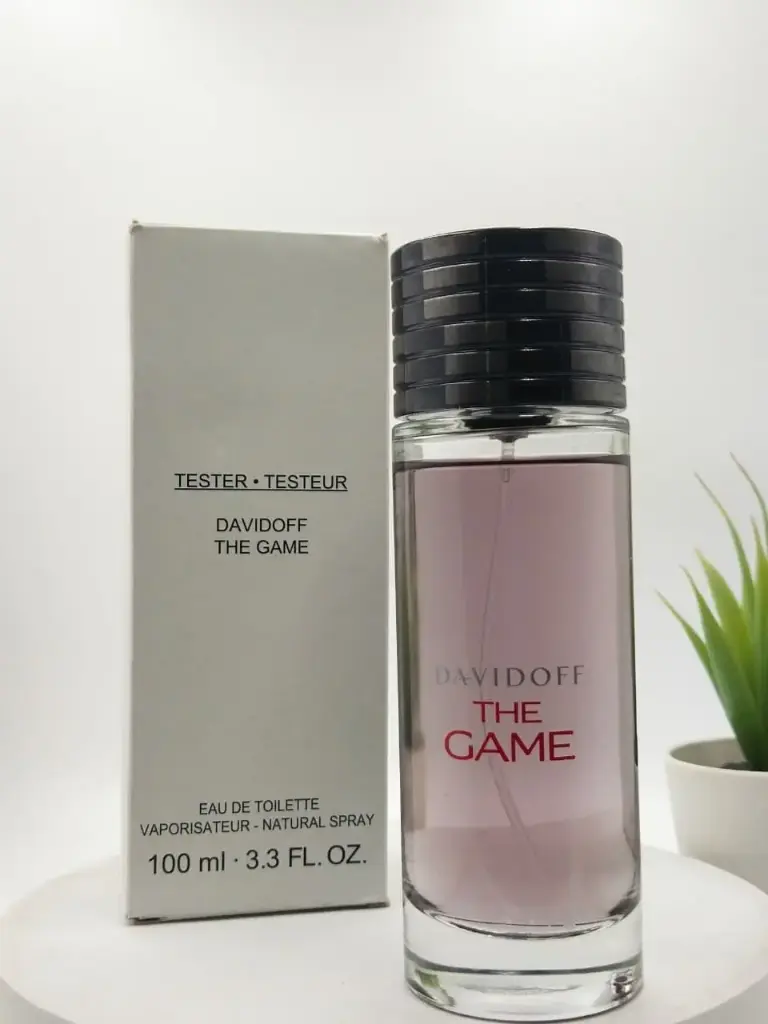 TESTER • TESTEUR
DAVIDOFF
THE GAME
EAU DE TOILETTE
VAPORISATEUR - NATURAL SPRAY
100 ml · 3.3 FL. OZ.
DAVIDOFF
THE
GAME